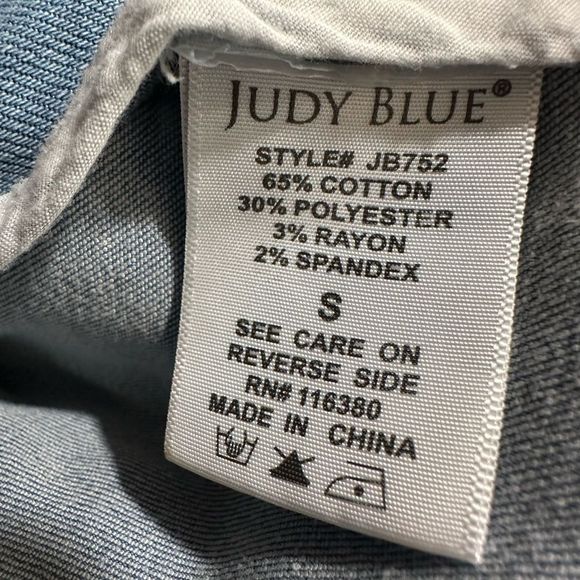 JUDY BLUE®
STYLE# JB752
65% COTTON
30% POLYESTER
3% RAYON
2% SPANDEX
S
SEE CARE ON
REVERSE SIDE
RN# 116380
MADE IN CHINA